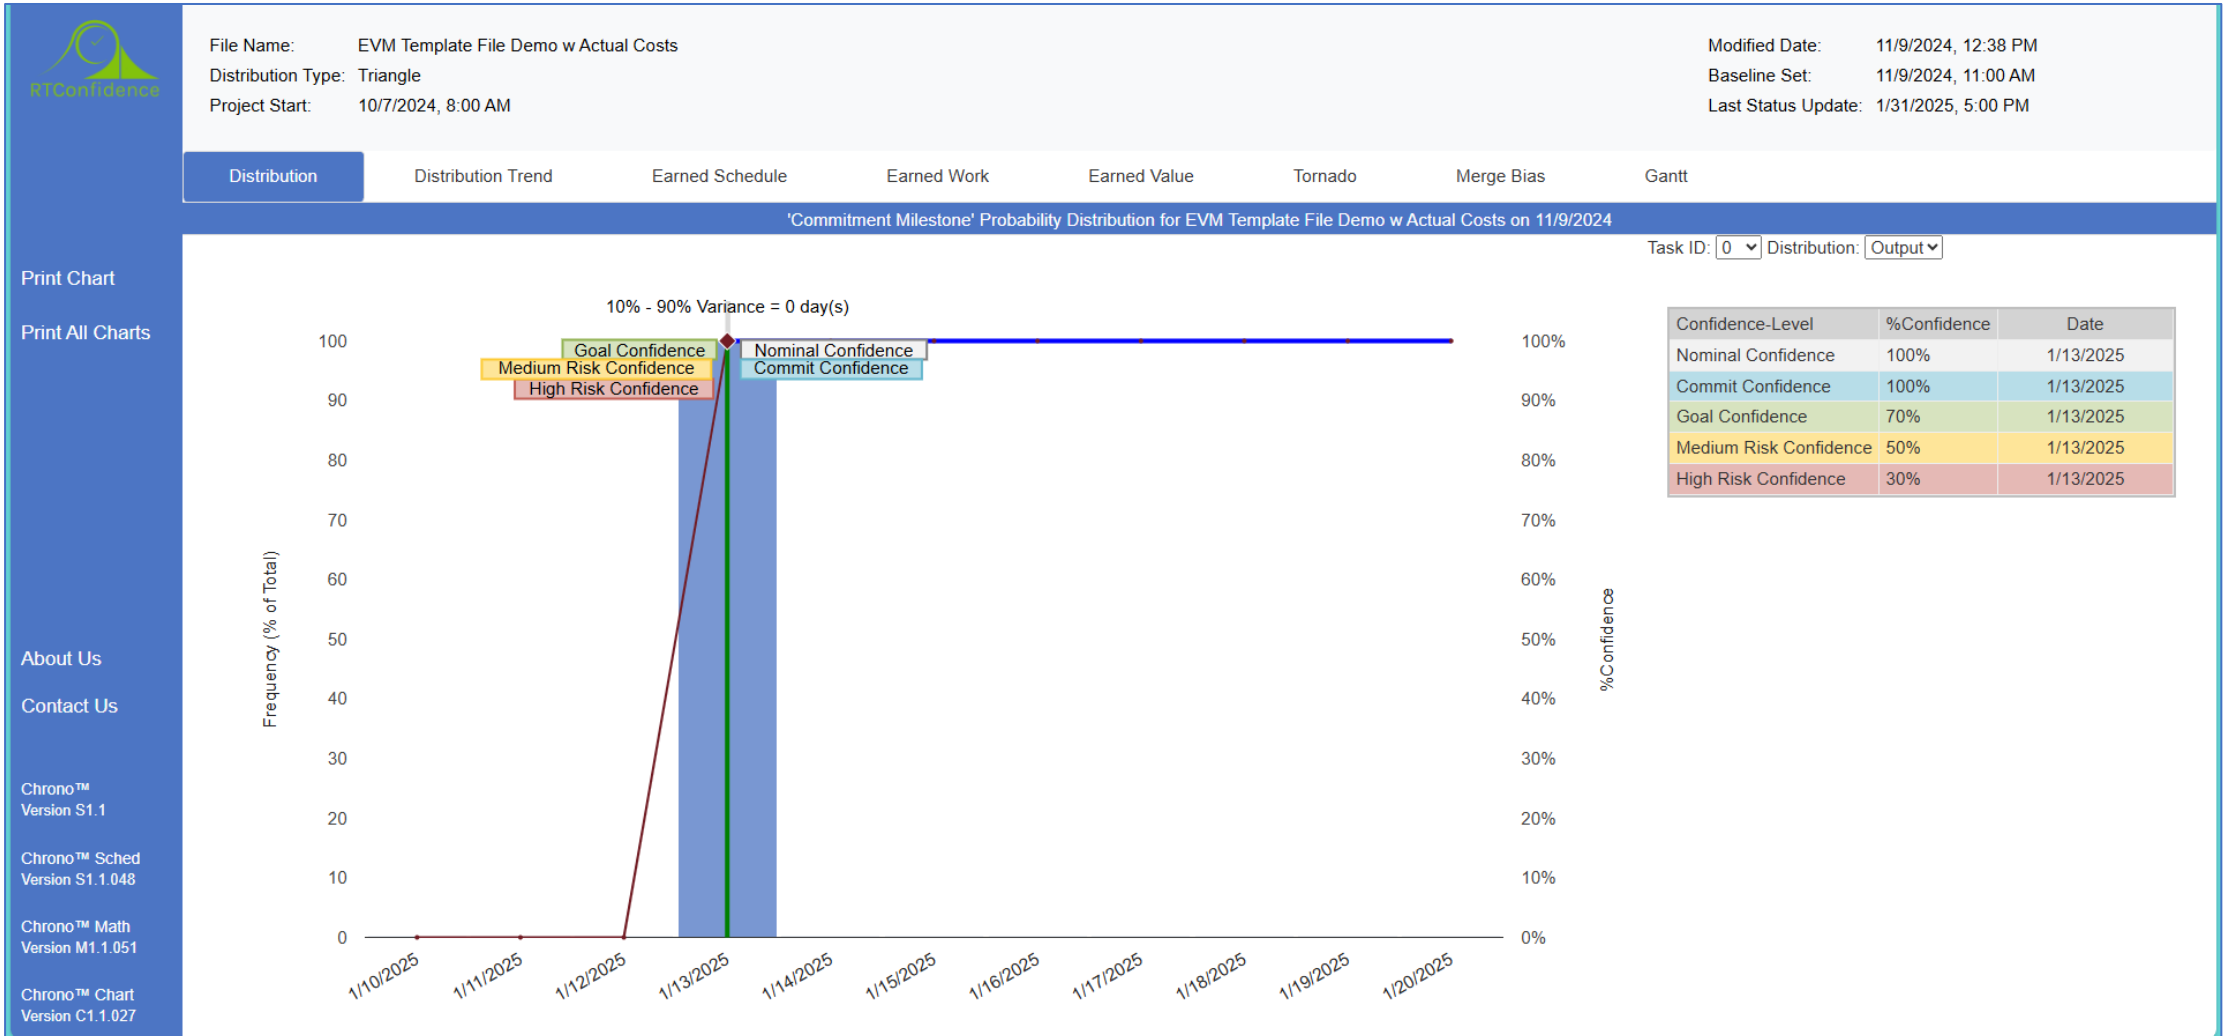 RTConfidence
File Name: EVM Template File Demo w Actual Costs
Distribution Type: Triangle
Project Start: 10/7/2024, 8:00 AM
Modified Date: 11/9/2024, 12:38 PM
Baseline Set: 11/9/2024, 11:00 AM
Last Status Update: 1/31/2025, 5:00 PM
Distribution Distribution Trend Earned Schedule Earned Work Earned Value Tornado Merge Bias Gantt
'Commitment Milestone' Probability Distribution for EVM Template File Demo w Actual Costs on 11/9/2024
Task ID: 0 Distribution: Output
Print Chart
Print All Charts
About Us
Contact Us
Chrono™
Version S1.1
Chrono™ Sched
Version S1.1.048
Chrono™ Math
Version M1.1.051
Chrono™ Chart
Version C1.1.027
10% - 90% Variance = 0 day(s)
Goal Confidence
Nominal Confidence
Medium Risk Confidence
Commit Confidence
High Risk Confidence
Frequency (% of Total)
100
90
80
70
60
50
40
30
20
10
0
100%
90%
80%
70%
60%
50%
40%
30%
20%
10%
0%
%Confidence
1/10/2025 1/11/2025 1/12/2025 1/13/2025 1/14/2025 1/15/2025 1/16/2025 1/17/2025 1/18/2025 1/19/2025 1/20/2025
Confidence-Level %Confidence Date
Nominal Confidence 100% 1/13/2025
Commit Confidence 100% 1/13/2025
Goal Confidence 70% 1/13/2025
Medium Risk Confidence 50% 1/13/2025
High Risk Confidence 30% 1/13/2025